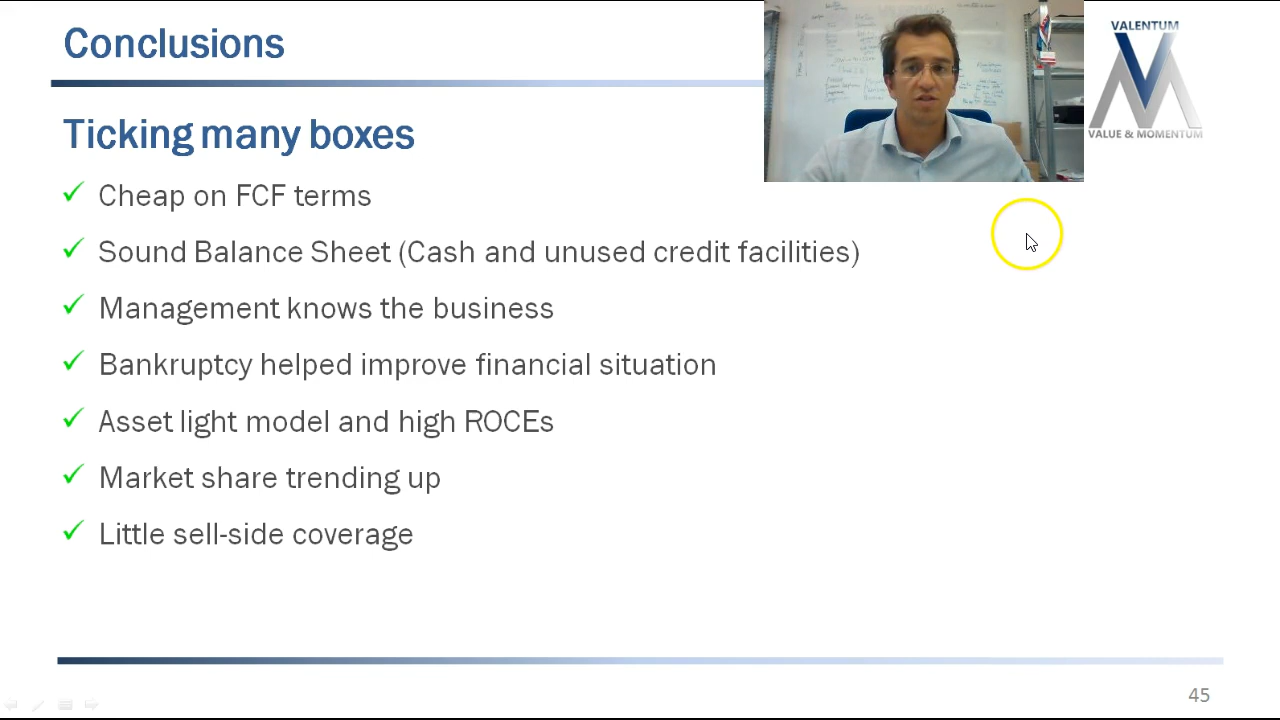 Conclusions
VALENTUM
VALUE & MOMENTUM
Ticking many boxes
Cheap on FCF terms
Sound Balance Sheet (Cash and unused credit facilities)
Management knows the business
Bankruptcy helped improve financial situation
Asset light model and high ROCEs
Market share trending up
Little sell-side coverage
45